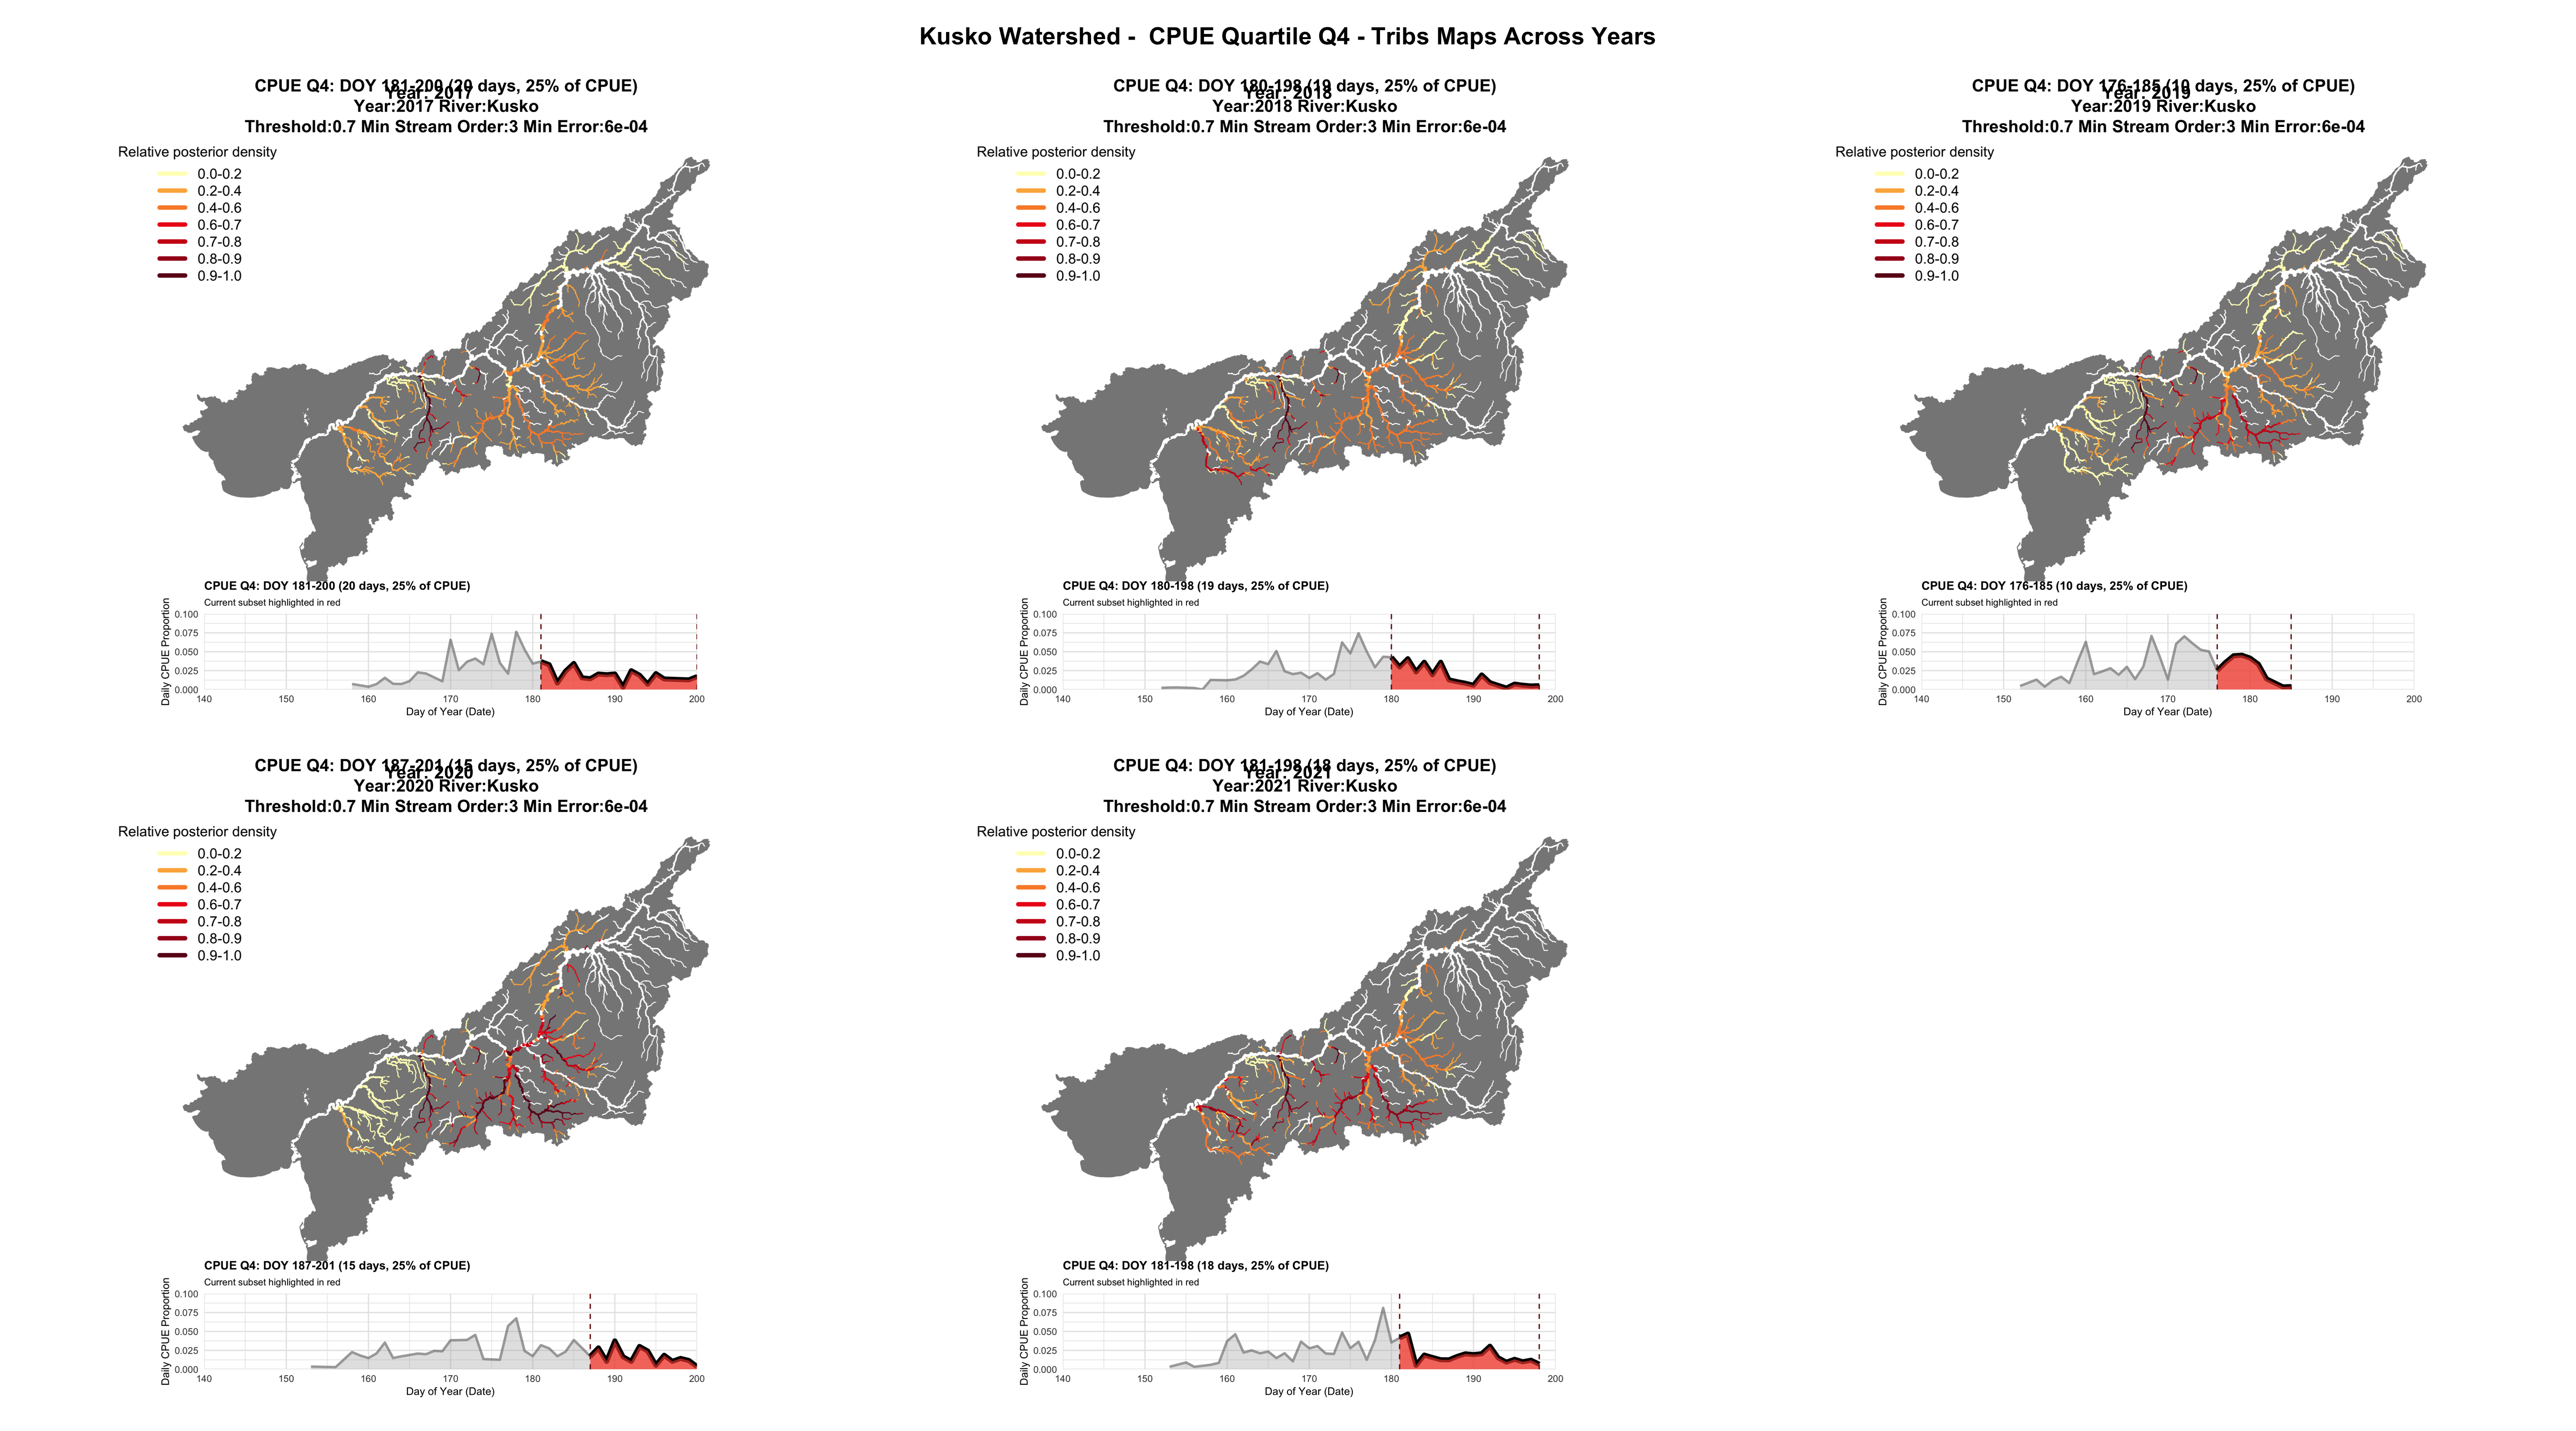 Kusko Watershed -  CPUE Quartile Q4 - Tribs Maps Across Years
CPUE Q4: DOY 181-200 (20 days, 25% of CPUE)
Year: 2017
Year:2017 River:Kusko
Threshold:0.7 Min Stream Order:3 Min Error:6e-04
Relative posterior density
0.0-0.2
0.2-0.4
0.4-0.6
0.6-0.7
0.7-0.8
0.8-0.9
0.9-1.0
CPUE Q4: DOY 181-200 (20 days, 25% of CPUE)
Current subset highlighted in red
Daily CPUE Proportion
0.100
0.075
0.050
0.025
0.000
140 150 160 170 180 190 200
Day of Year (Date)
CPUE Q4: DOY 180-198 (19 days, 25% of CPUE)
Year: 2018
Year:2018 River:Kusko
Threshold:0.7 Min Stream Order:3 Min Error:6e-04
Relative posterior density
0.0-0.2
0.2-0.4
0.4-0.6
0.6-0.7
0.7-0.8
0.8-0.9
0.9-1.0
CPUE Q4: DOY 180-198 (19 days, 25% of CPUE)
Current subset highlighted in red
Daily CPUE Proportion
0.100
0.075
0.050
0.025
0.000
140 150 160 170 180 190 200
Day of Year (Date)
CPUE Q4: DOY 176-185 (10 days, 25% of CPUE)
Year: 2019
Year:2019 River:Kusko
Threshold:0.7 Min Stream Order:3 Min Error:6e-04
Relative posterior density
0.0-0.2
0.2-0.4
0.4-0.6
0.6-0.7
0.7-0.8
0.8-0.9
0.9-1.0
CPUE Q4: DOY 176-185 (10 days, 25% of CPUE)
Current subset highlighted in red
Daily CPUE Proportion
0.100
0.075
0.050
0.025
0.000
140 150 160 170 180 190 200
Day of Year (Date)
CPUE Q4: DOY 187-201 (15 days, 25% of CPUE)
Year: 2020
Year:2020 River:Kusko
Threshold:0.7 Min Stream Order:3 Min Error:6e-04
Relative posterior density
0.0-0.2
0.2-0.4
0.4-0.6
0.6-0.7
0.7-0.8
0.8-0.9
0.9-1.0
CPUE Q4: DOY 187-201 (15 days, 25% of CPUE)
Current subset highlighted in red
Daily CPUE Proportion
0.100
0.075
0.050
0.025
0.000
140 150 160 170 180 190 200
Day of Year (Date)
CPUE Q4: DOY 181-198 (18 days, 25% of CPUE)
Year: 2021
Year:2021 River:Kusko
Threshold:0.7 Min Stream Order:3 Min Error:6e-04
Relative posterior density
0.0-0.2
0.2-0.4
0.4-0.6
0.6-0.7
0.7-0.8
0.8-0.9
0.9-1.0
CPUE Q4: DOY 181-198 (18 days, 25% of CPUE)
Current subset highlighted in red
Daily CPUE Proportion
0.100
0.075
0.050
0.025
0.000
140 150 160 170 180 190 200
Day of Year (Date)